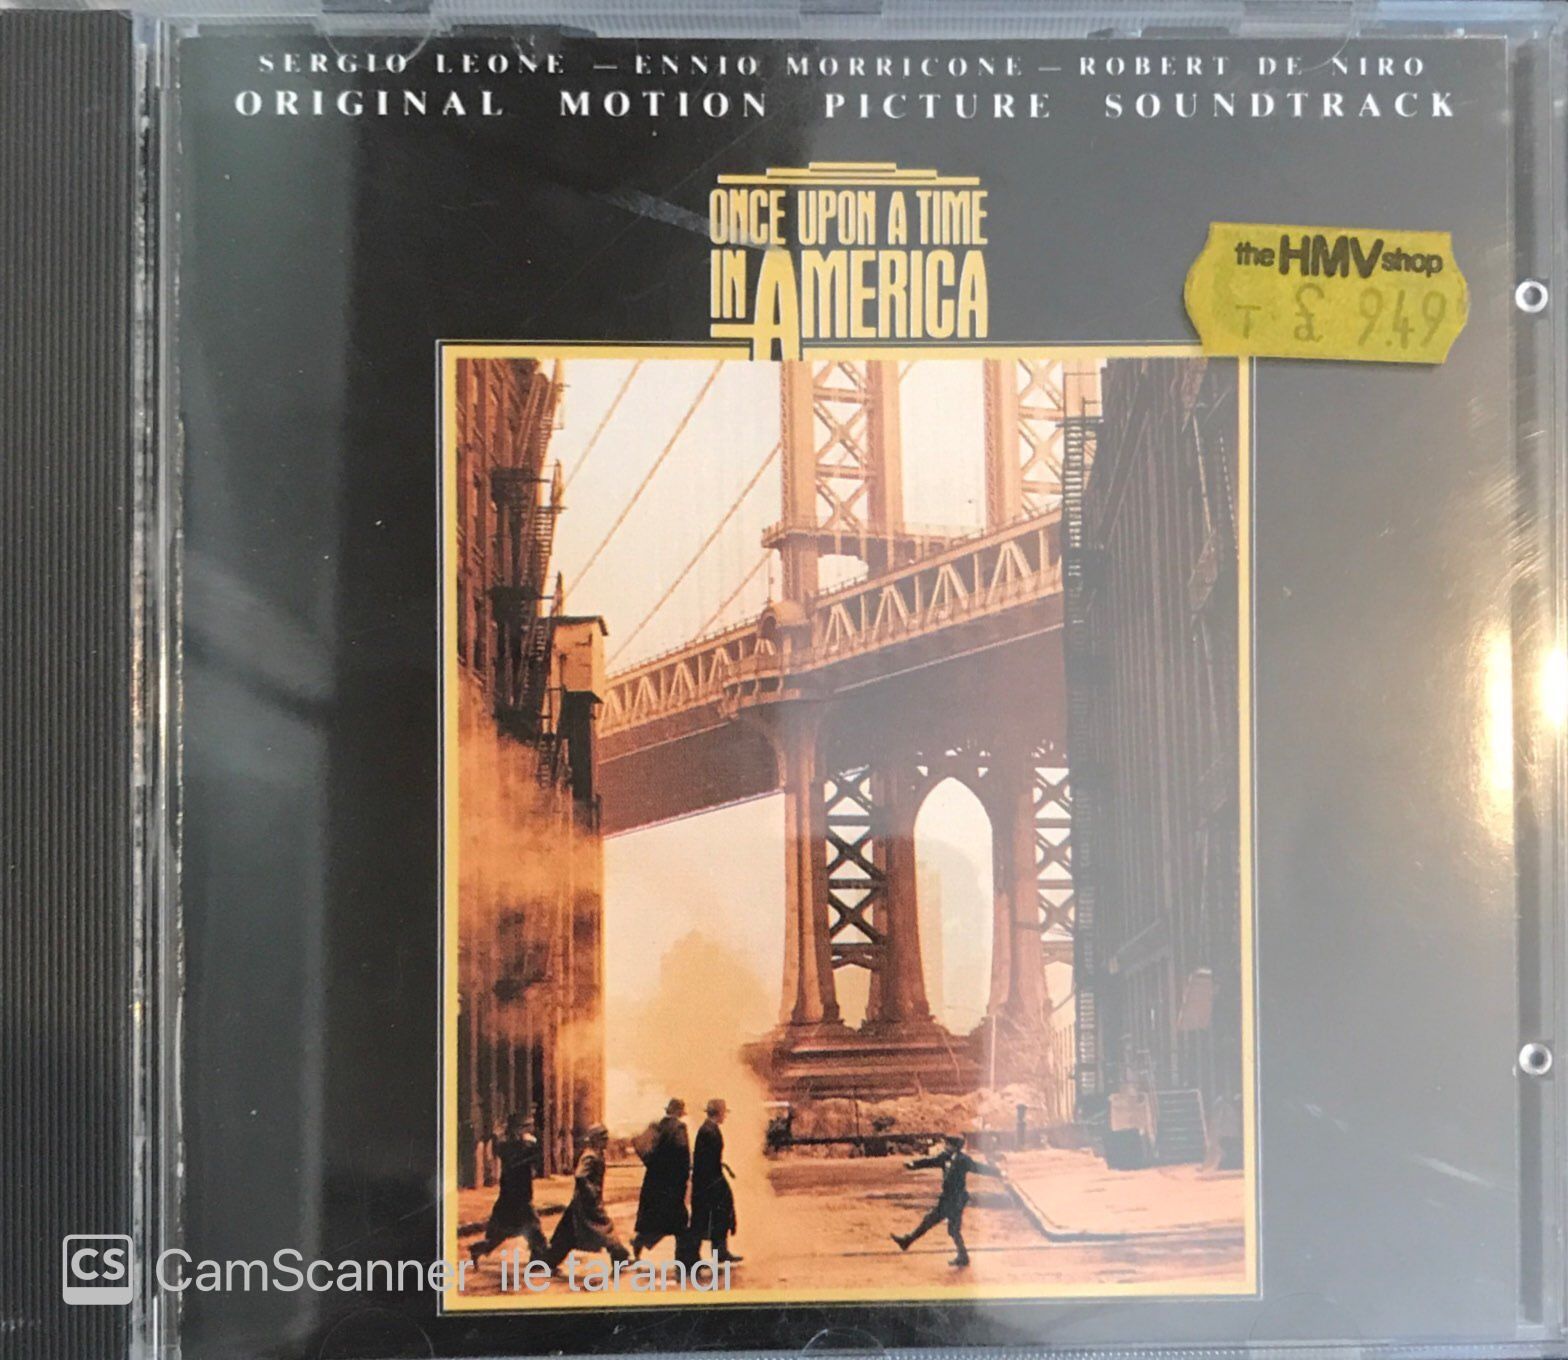 SERGIO LEONE – ENNIO MORRICONE – ROBERT DE NIRO
ORIGINAL MOTION PICTURE SOUNDTRACK
ONCE UPON A TIME
IN AMERICA
the HMV shop
T £ 9.49
CS CamScanner ile tarandı